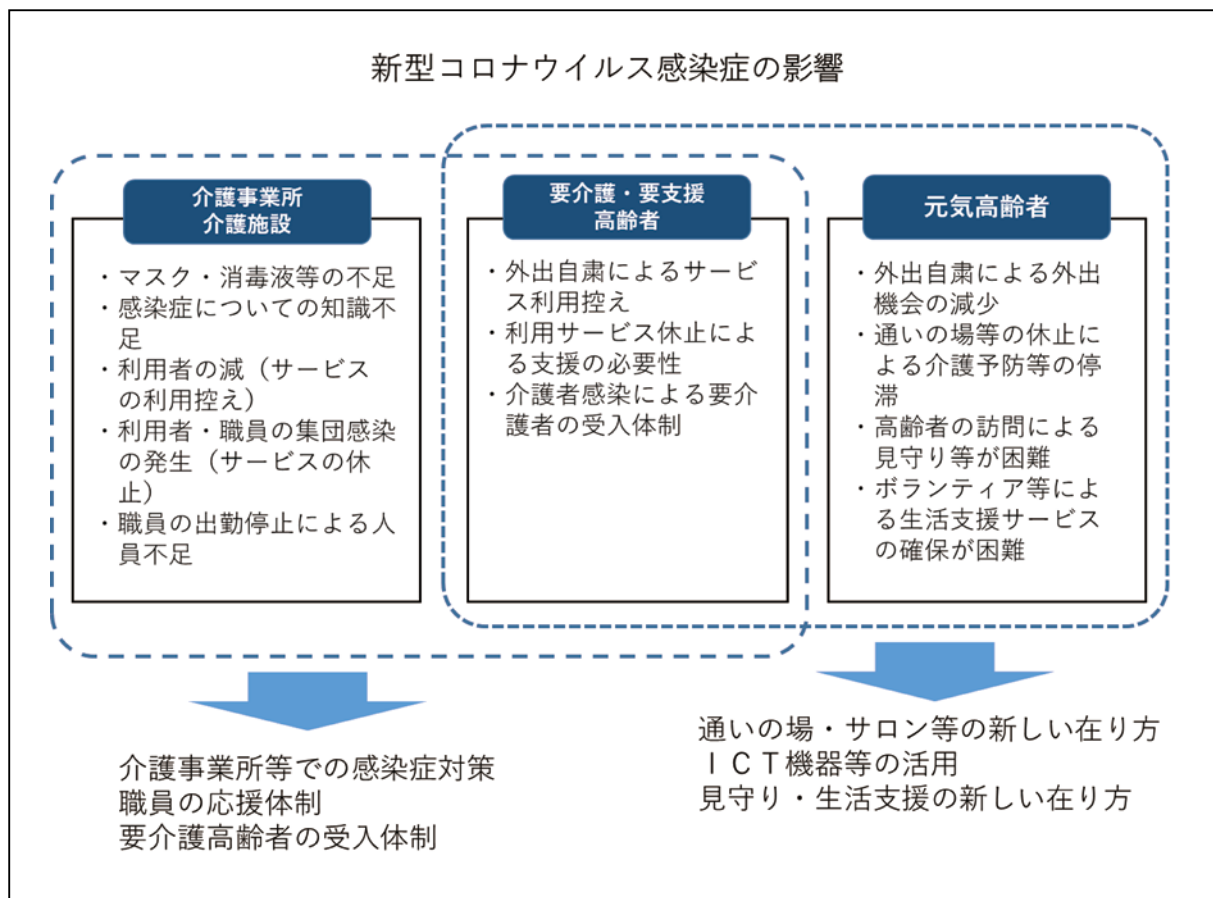 新型コロナウイルス感染症の影響
介護事業所
介護施設
・マスク・消毒液等の不足
・感染症についての知識不
足
・利用者の減（サービス
の利用控え）
・利用者・職員の集団感染
の発生（サービスの休
止）
・職員の出勤停止による人
員不足
要介護・要支援
高齢者
・外出自粛によるサービ
ス利用控え
・利用サービス休止によ
る支援の必要性
・介護者感染による要介
護者の受入体制
元気高齢者
・外出自粛による外出
機会の減少
・通いの場等の休止に
よる介護予防等の停
滞
・高齢者の訪問による
見守り等が困難
・ボランティア等によ
る生活支援サービス
の確保が困難
介護事業所等での感染症対策
職員の応援体制
要介護高齢者の受入体制
通いの場・サロン等の新しい在り方
ＩＣＴ機器等の活用
見守り・生活支援の新しい在り方